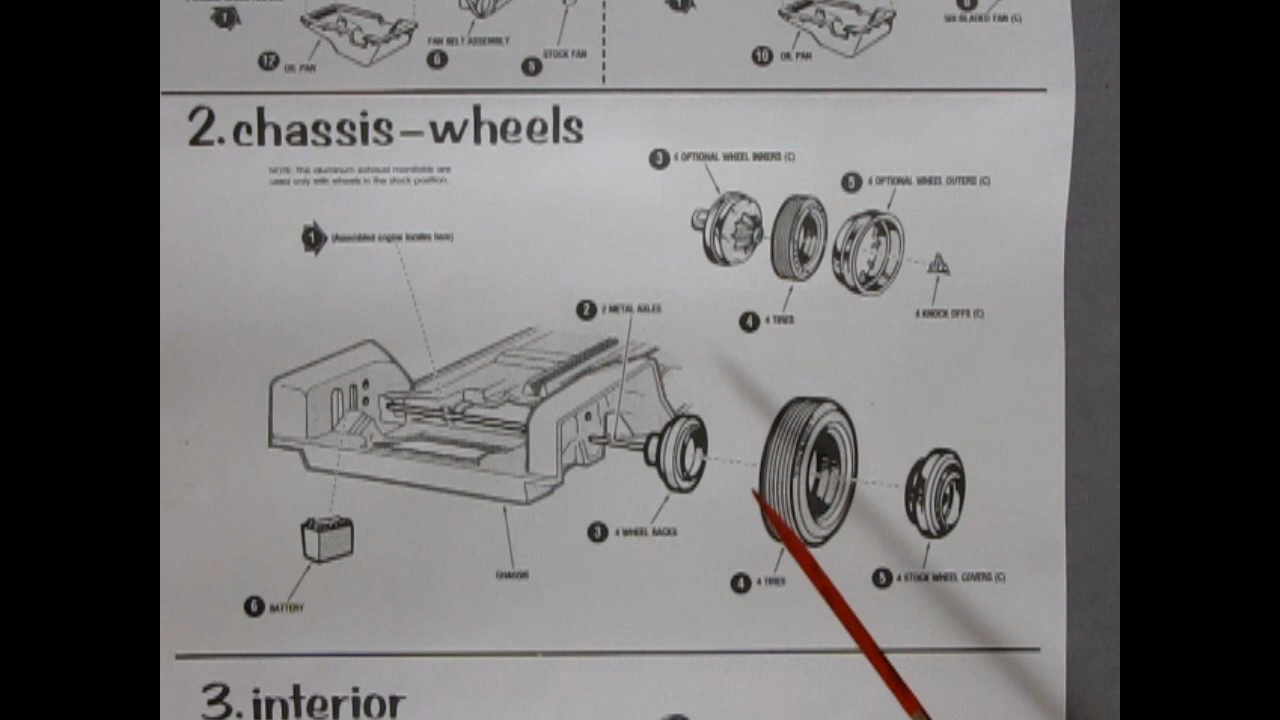 1
12 OIL PAN
FAN BELT ASSEMBLY
6
STOCK FAN
9
1
10 OIL PAN
SIX-BLADED FAN (C)
2. chassis-wheels
NOTE: The aluminum exhaust manifolds are
used only with wheels in the stock position.
3 4 OPTIONAL WHEEL INNERS (C)
5 4 OPTIONAL WHEEL OUTERS (C)
1 (Assembled engine locates here)
2 2 METAL AXLES
4 4 TIRES
4 KNOCK OFFS (C)
3 4 WHEEL BACKS
CHASSIS
4 4 TIRES
5 4 STOCK WHEEL COVERS (C)
6 BATTERY
3. interior